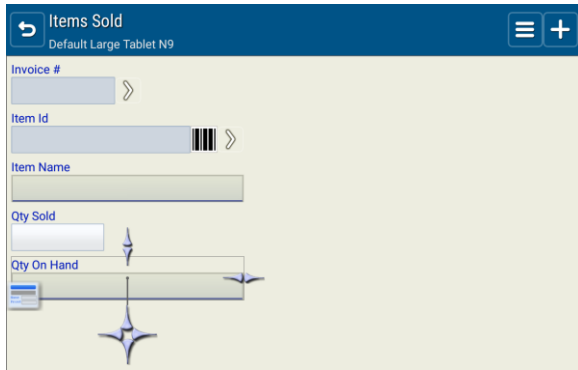 Items Sold
Default Large Tablet N9
Invoice #
Item Id
Item Name
Qty Sold
Qty On Hand